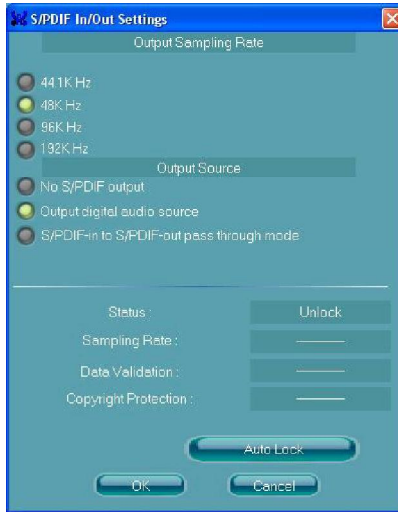 S/PDIF In/Out Settings
Output Sampling Rate
44.1K Hz
48K Hz
96K Hz
192K Hz
Output Source
No S/PDIF output
Output digital audio source
S/PDIF-in to S/PDIF-out pass through mode
Status : Unlock
Sampling Rate :
Data Validation :
Copyright Protection :
Auto Lock
OK Cancel